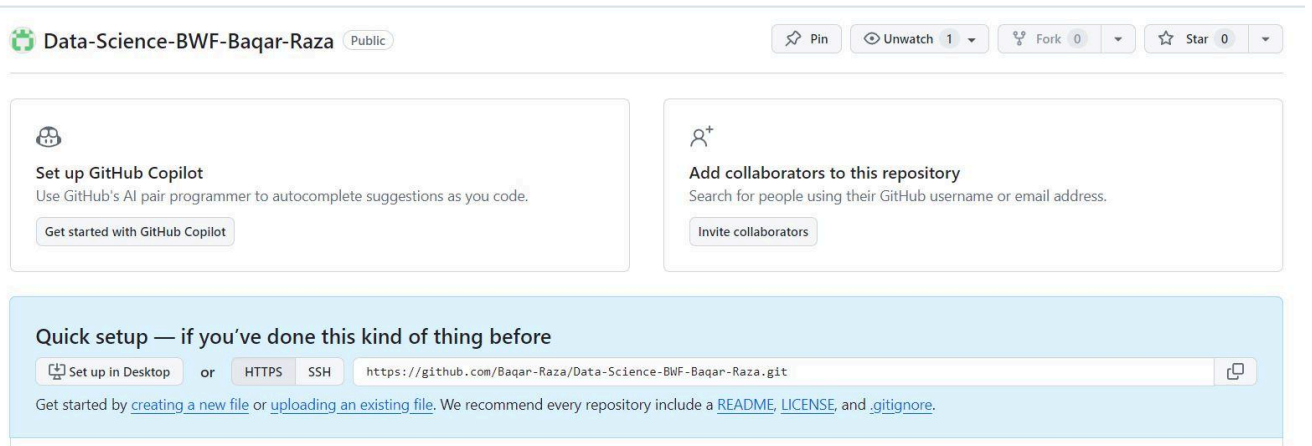 Data-Science-BWF-Baqar-Raza Public
Pin
Unwatch 1
Fork 0
Star 0
Set up GitHub Copilot
Use GitHub's AI pair programmer to autocomplete suggestions as you code.
Get started with GitHub Copilot
Add collaborators to this repository
Search for people using their GitHub username or email address.
Invite collaborators
Quick setup — if you've done this kind of thing before
Set up in Desktop or HTTPS SSH https://github.com/Baqar-Raza/Data-Science-BWF-Baqar-Raza.git
Get started by creating a new file or uploading an existing file. We recommend every repository include a README, LICENSE, and .gitignore.